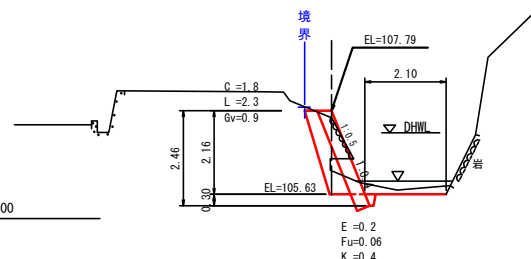 境
界
EL=107.79
2.10
C =1.8
L =2.3
Gv=0.9
1:0.5
DHWL
2.46
2.16
0.30
EL=105.63
岩
00
E =0.2
Fu=0.06
K =0.4